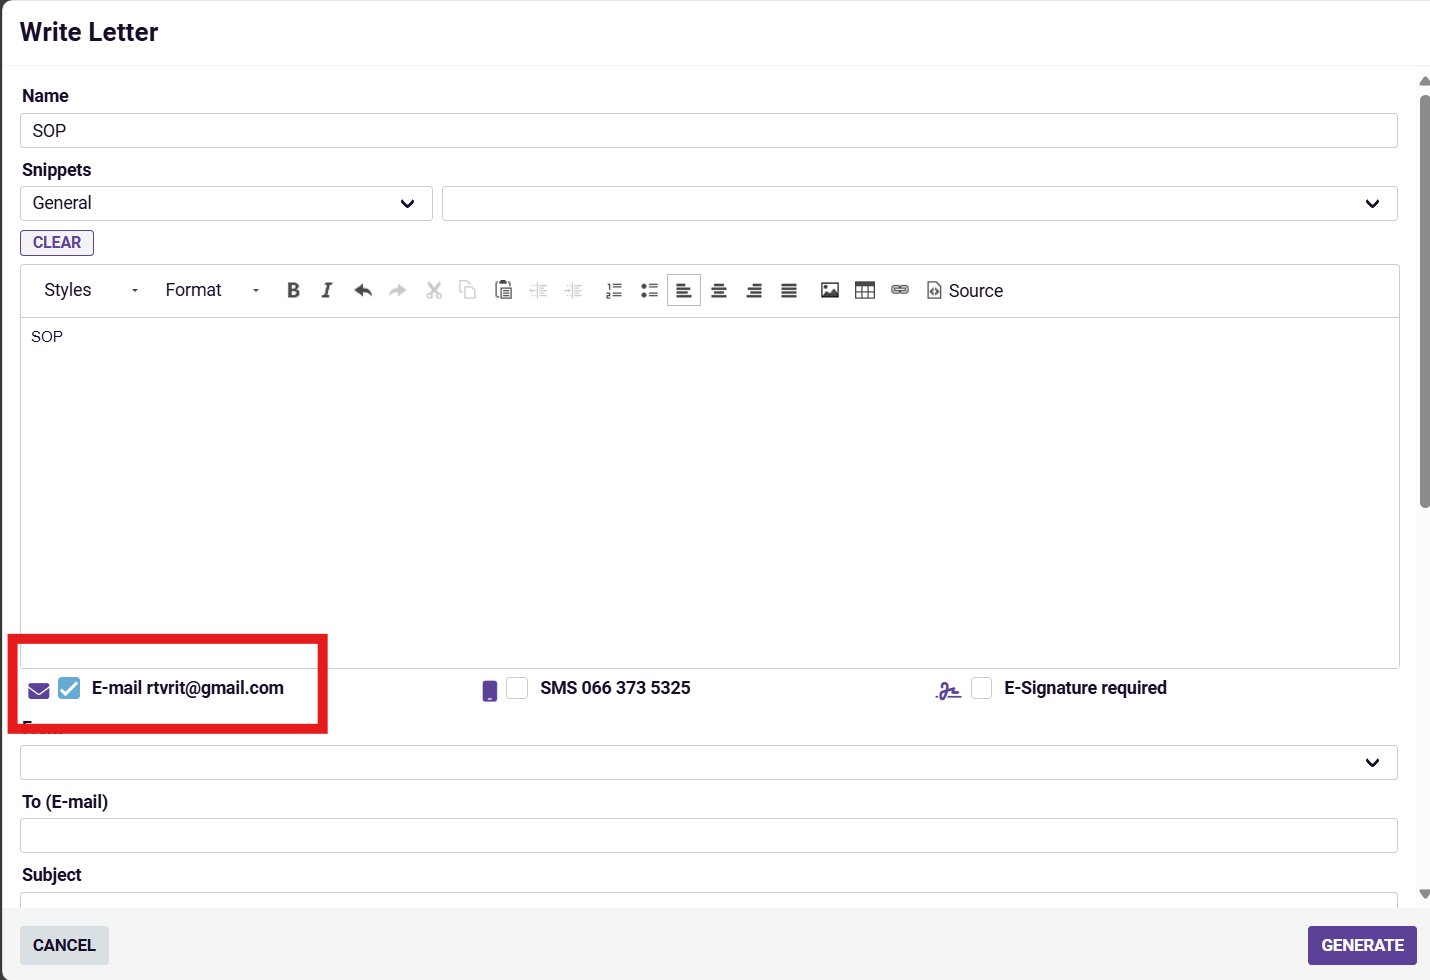 Write Letter
Name
SOP
Snippets
General
CLEAR
Styles Format B I Source
SOP
E-mail rtvrit@gmail.com SMS 066 373 5325 E-Signature required
To (E-mail)
Subject
CANCEL GENERATE